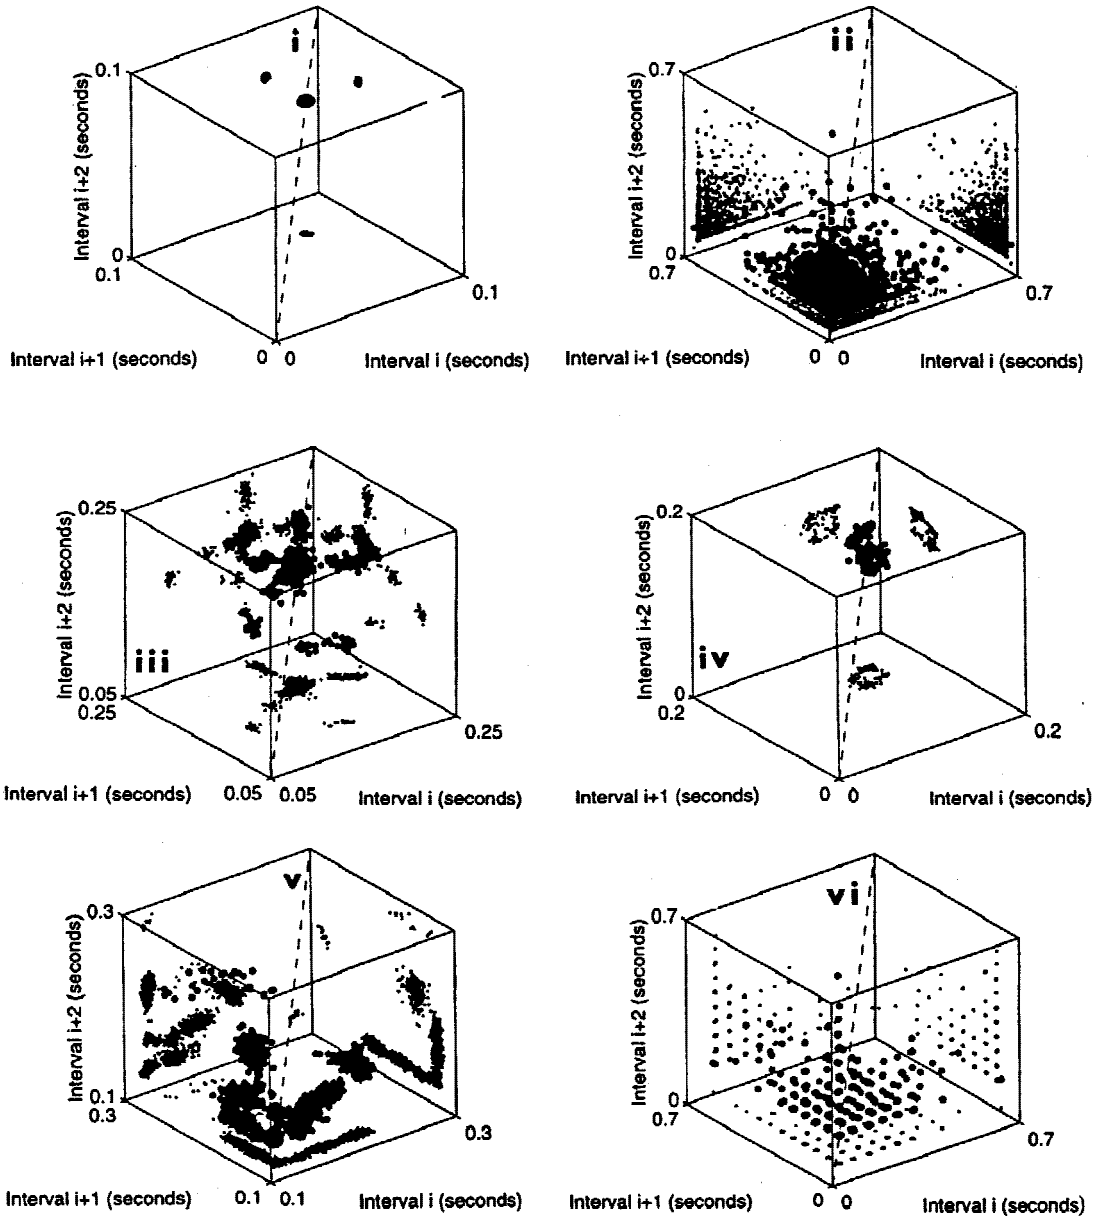 i
0.1
Interval i+2 (seconds)
0
0.1
0.1
Interval i+1 (seconds)
0 0
Interval i (seconds)
ii
0.7
Interval i+2 (seconds)
0
0.7
0.7
Interval i+1 (seconds)
0 0
Interval i (seconds)
0.25
Interval i+2 (seconds)
iii
0.05
0.25
0.25
Interval i+1 (seconds)
0.05 0.05
Interval i (seconds)
0.2
Interval i+2 (seconds)
iv
0
0.2
0.2
Interval i+1 (seconds)
0 0
Interval i (seconds)
v
0.3
Interval i+2 (seconds)
0.1
0.3
0.3
Interval i+1 (seconds)
0.1 0.1
Interval i (seconds)
vi
0.7
Interval i+2 (seconds)
0
0.7
0.7
Interval i+1 (seconds)
0 0
Interval i (seconds)